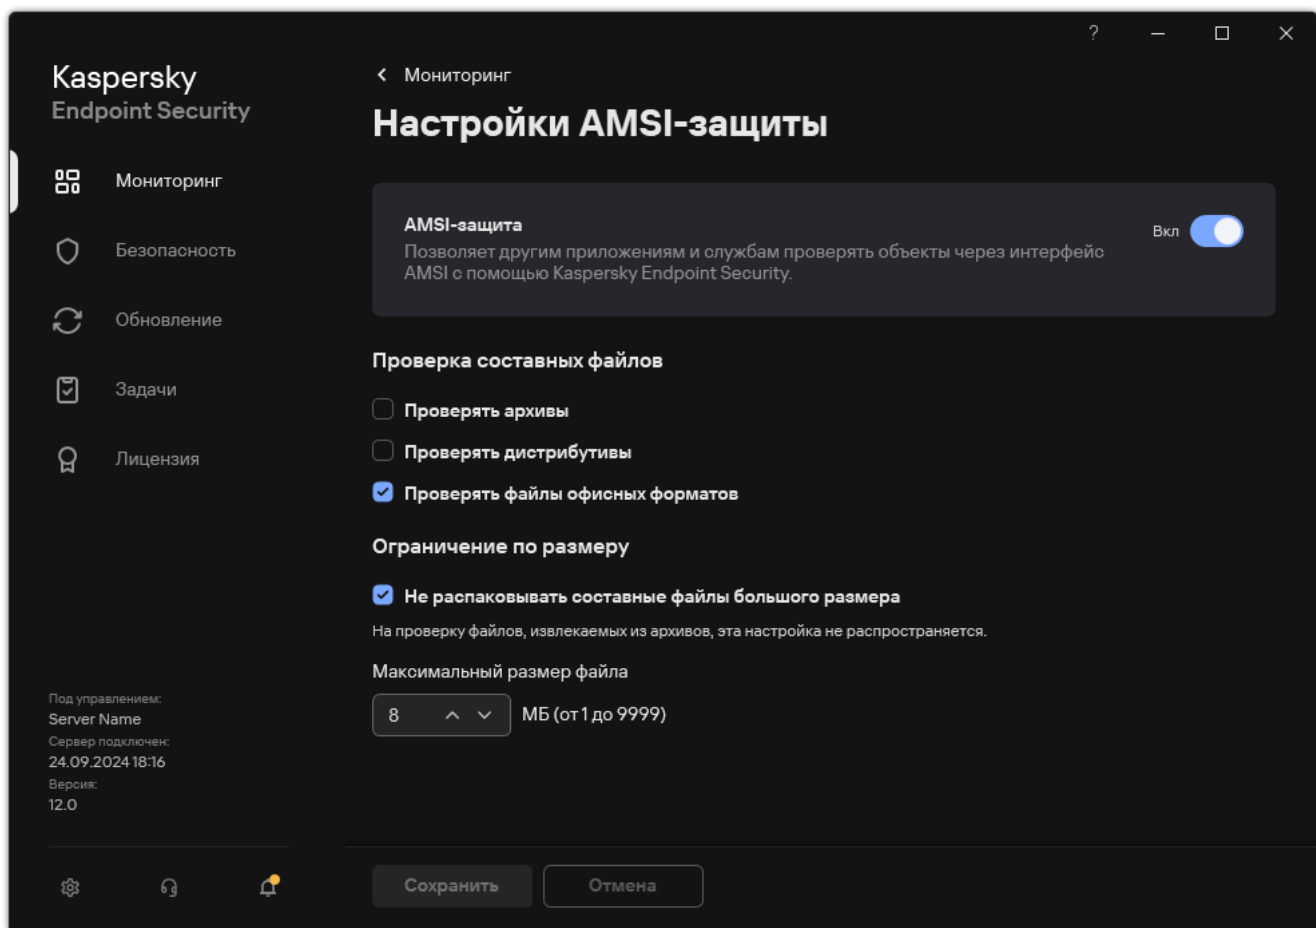 ?
Kaspersky
Endpoint Security
Мониторинг
Безопасность
Обновление
Задачи
Лицензия
Под управлением:
Server Name
Сервер подключен:
24.09.2024 18:16
Версия:
12.0
Мониторинг
Настройки AMSI-защиты
AMSI-защита
Позволяет другим приложениям и службам проверять объекты через интерфейс
AMSI с помощью Kaspersky Endpoint Security.
Вкл
Проверка составных файлов
Проверять архивы
Проверять дистрибутивы
Проверять файлы офисных форматов
Ограничение по размеру
Не распаковывать составные файлы большого размера
На проверку файлов, извлекаемых из архивов, эта настройка не распространяется.
Максимальный размер файла
8 МБ (от 1 до 9999)
Сохранить
Отмена